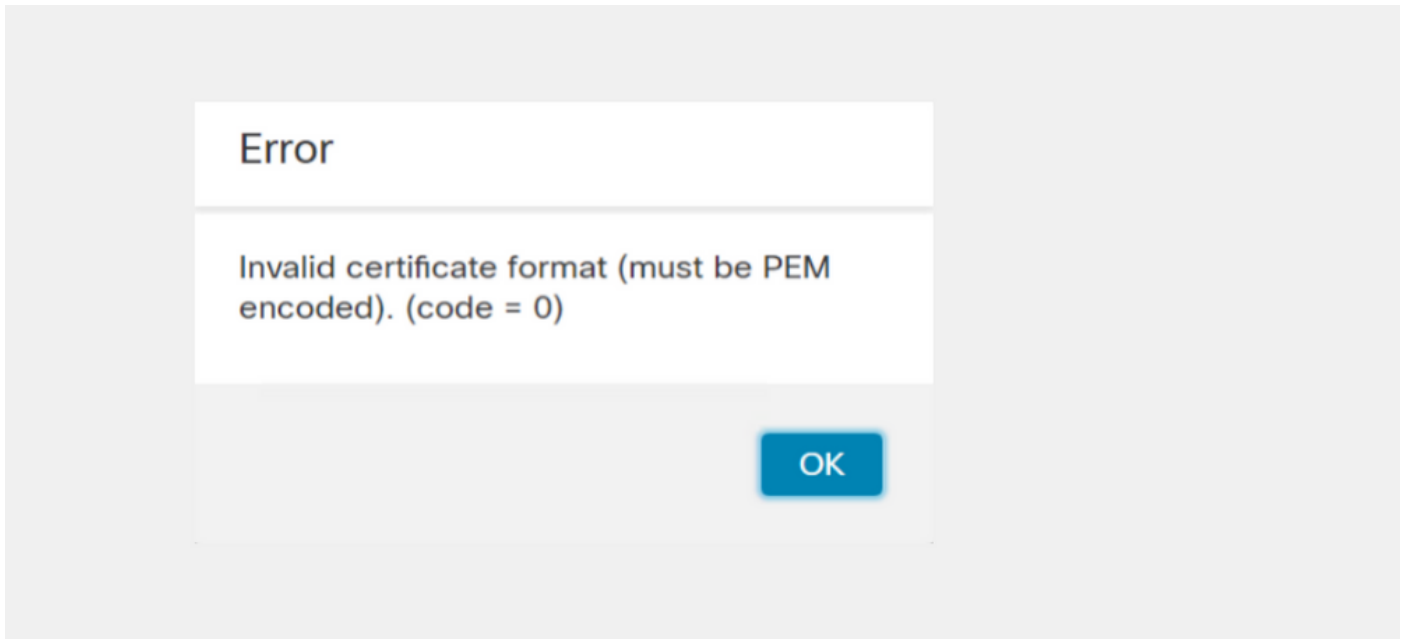 Error
Invalid certificate format (must be PEM
encoded). (code = 0)
OK